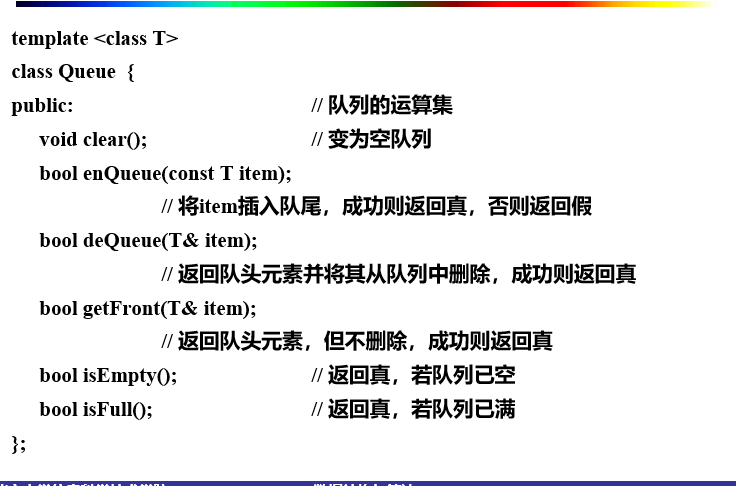 template <class T>
class Queue {
public: // 队列的运算集
void clear(); // 变为空队列
bool enQueue(const T item);
// 将item插入队尾，成功则返回真，否则返回假
bool deQueue(T& item);
// 返回队头元素并将其从队列中删除，成功则返回真
bool getFront(T& item);
// 返回队头元素，但不删除，成功则返回真
bool isEmpty(); // 返回真，若队列已空
bool isFull(); // 返回真，若队列已满
};